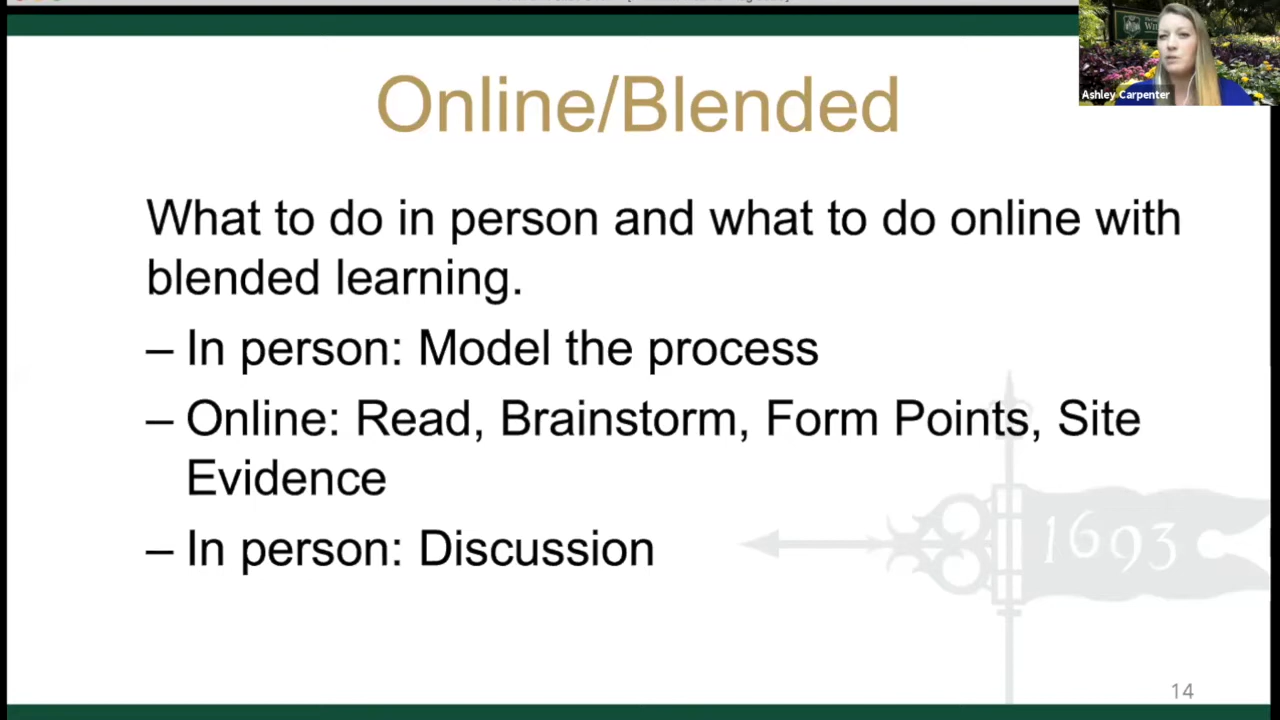 Ashley Carpenter
Online/Blended
What to do in person and what to do online with
blended learning.
– In person: Model the process
– Online: Read, Brainstorm, Form Points, Site
Evidence
– In person: Discussion
1693
14